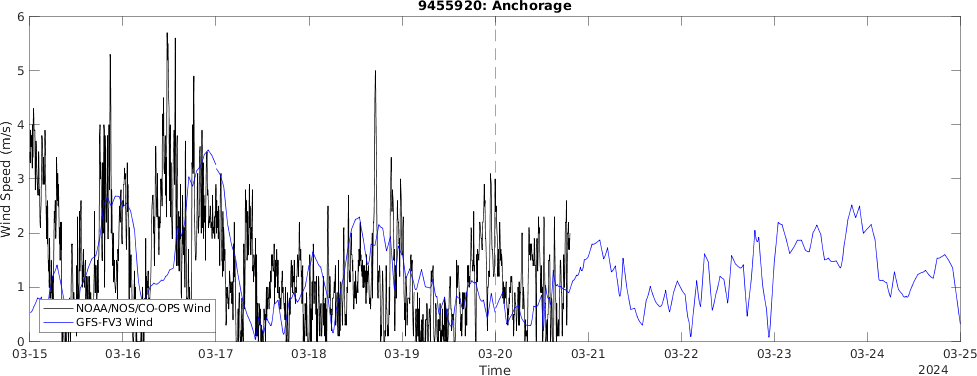 9455920: Anchorage
Wind Speed (m/s)
6
5
4
3
2
1
0
NOAA/NOS/CO-OPS Wind
GFS-FV3 Wind
03-15 03-16 03-17 03-18 03-19 03-20 03-21 03-22 03-23 03-24 03-25
Time
2024